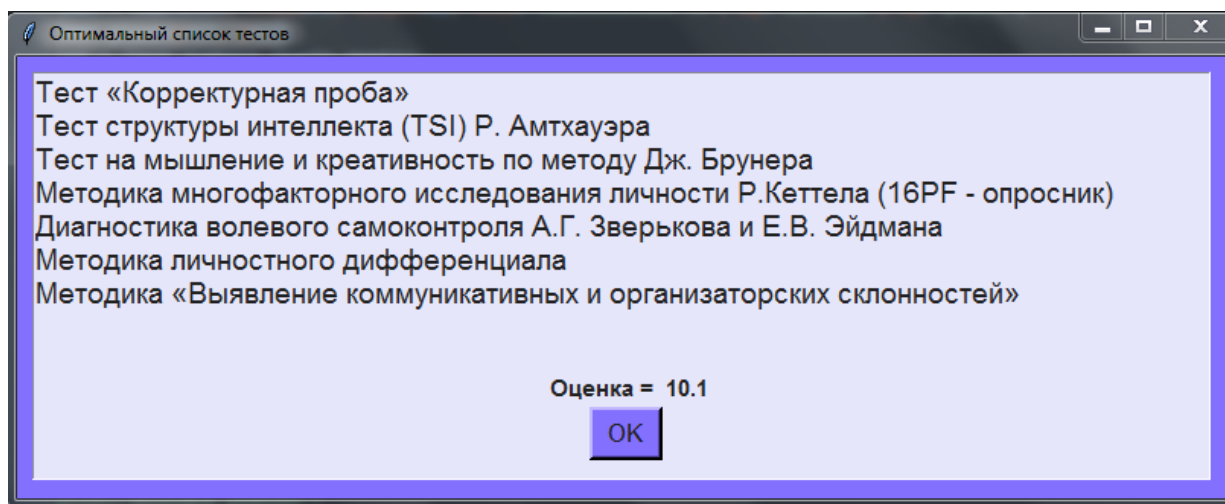 Оптимальный список тестов
Тест «Корректурная проба»
Тест структуры интеллекта (TSI) Р. Амтхауэра
Тест на мышление и креативность по методу Дж. Брунера
Методика многофакторного исследования личности Р.Кеттела (16PF - опросник)
Диагностика волевого самоконтроля А.Г. Зверькова и Е.В. Эйдмана
Методика личностного дифференциала
Методика «Выявление коммуникативных и организаторских склонностей»
Оценка = 10.1
OK